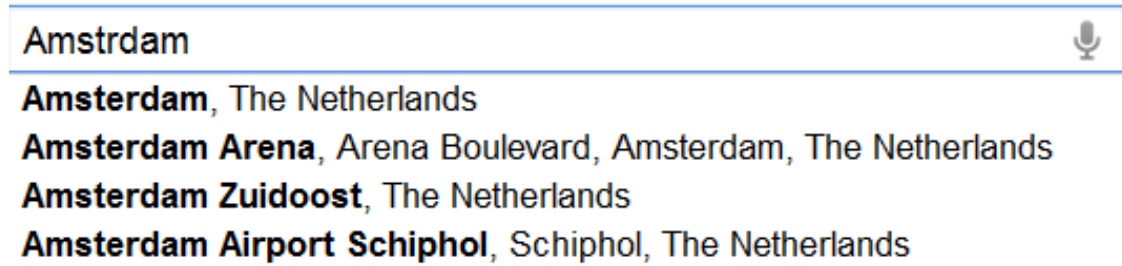 Amstrdam
Amsterdam, The Netherlands
Amsterdam Arena, Arena Boulevard, Amsterdam, The Netherlands
Amsterdam Zuidoost, The Netherlands
Amsterdam Airport Schiphol, Schiphol, The Netherlands